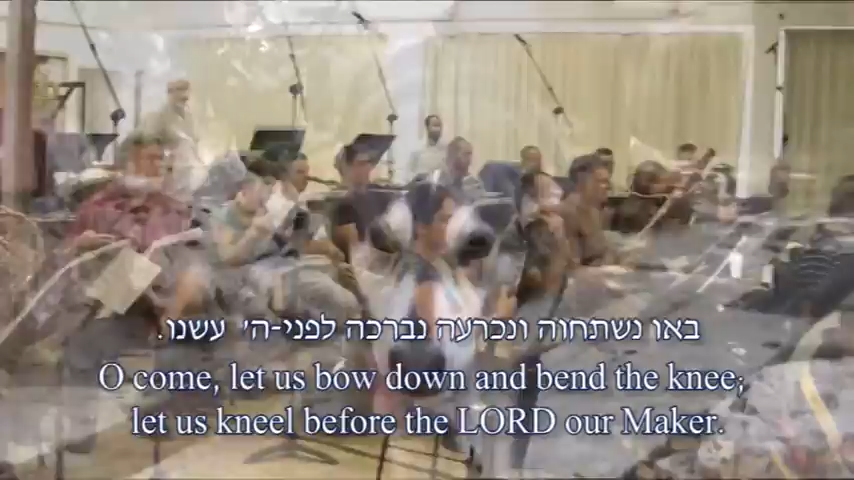 באו נשתחוה ונכרעה נברכה לפני-ה' עשנו.
O come, let us bow down and bend the knee;
let us kneel before the LORD our Maker.